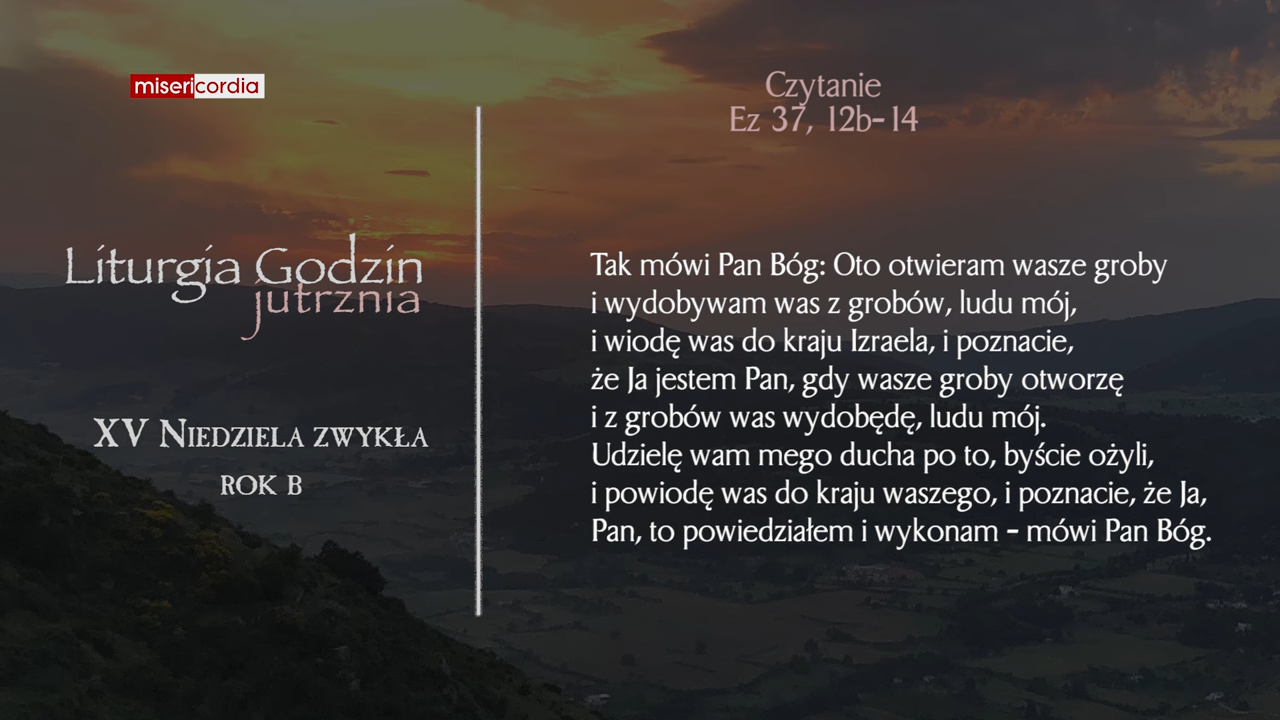 misericordia
Liturgia Godzin
jutrznia
XV Niedziela zwykła
rok B
Czytanie
Ez 37, 12b-14
Tak mówi Pan Bóg: Oto otwieram wasze groby
i wydobywam was z grobów, ludu mój,
i wiodę was do kraju Izraela, i poznacie,
że Ja jestem Pan, gdy wasze groby otworzę
i z grobów was wydobędę, ludu mój.
Udzielę wam mego ducha po to, byście ożyli,
i powiodę was do kraju waszego, i poznacie, że Ja,
Pan, to powiedziałem i wykonam - mówi Pan Bóg.